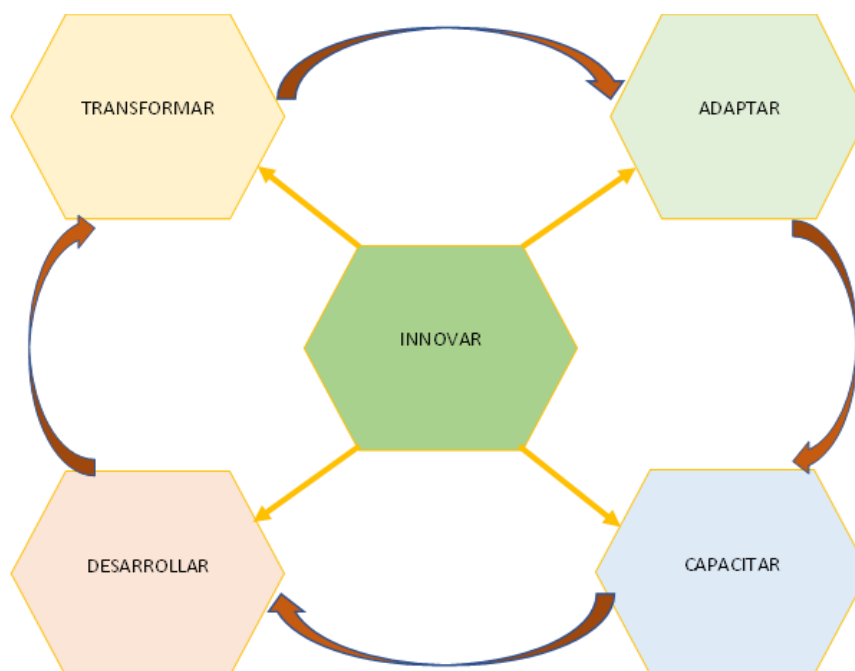 TRANSFORMAR
ADAPTAR
INNOVAR
DESARROLLAR
CAPACITAR